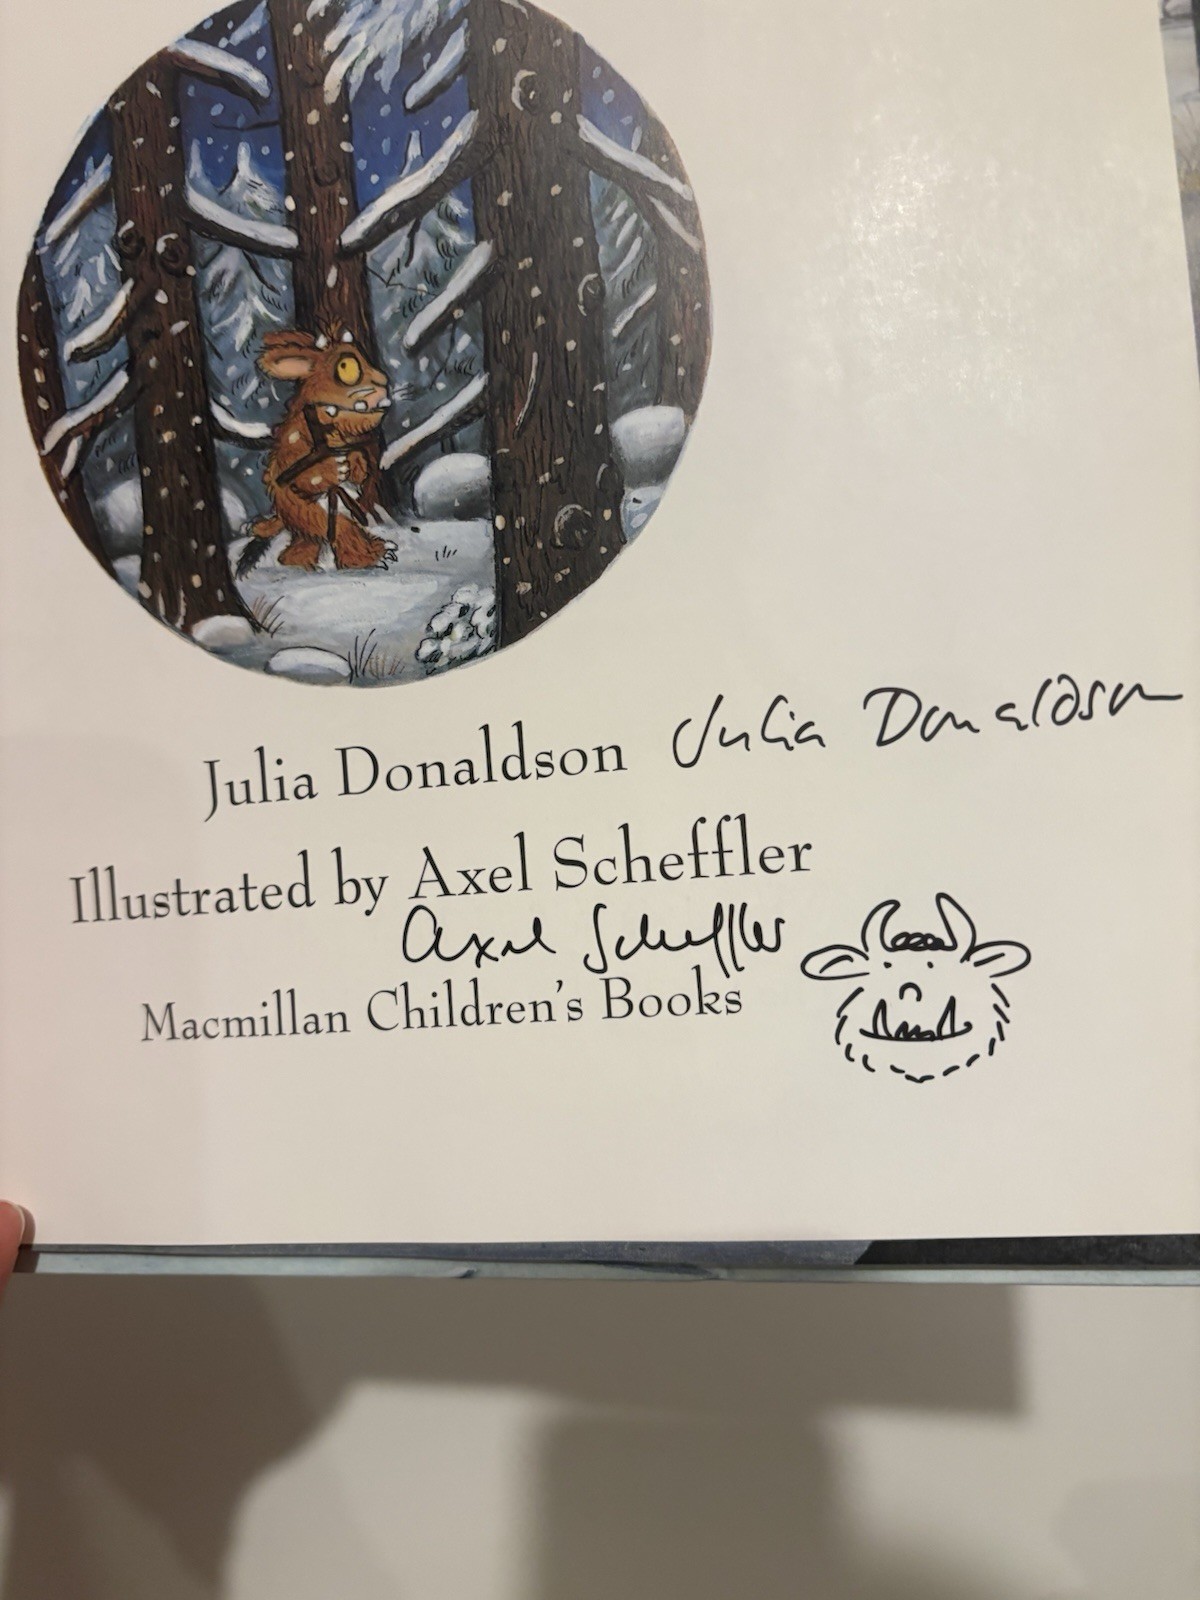 Julia Donaldson Julia Donaldson
Illustrated by Axel Scheffler
Axel Scheffler
Macmillan Children's Books